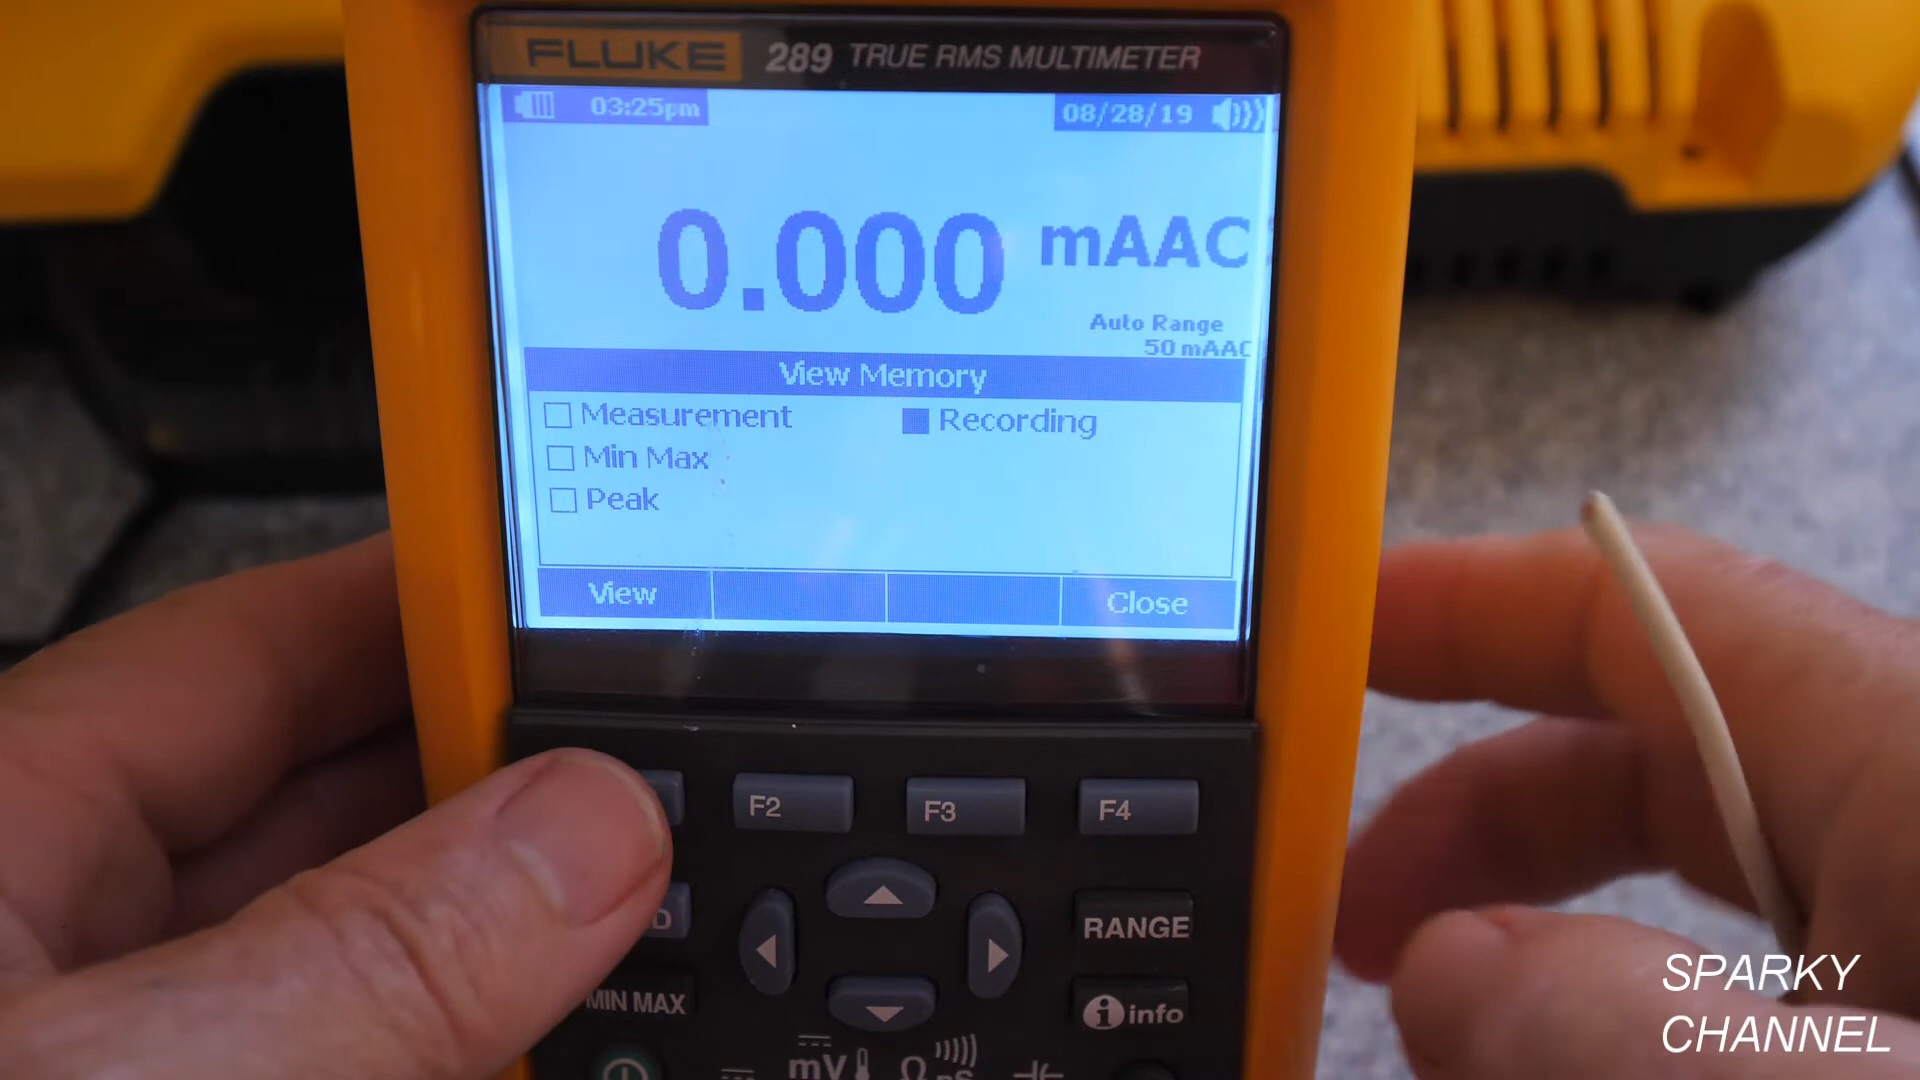 FLUKE 289 TRUE RMS MULTIMETER
03:25pm 08/28/19
0.000 mAAC
Auto Range
50 mAAC
View Memory
Measurement Recording
Min Max
Peak
View Close
F2 F3 F4
RANGE
MIN MAX
info
mV Ω
SPARKY
CHANNEL